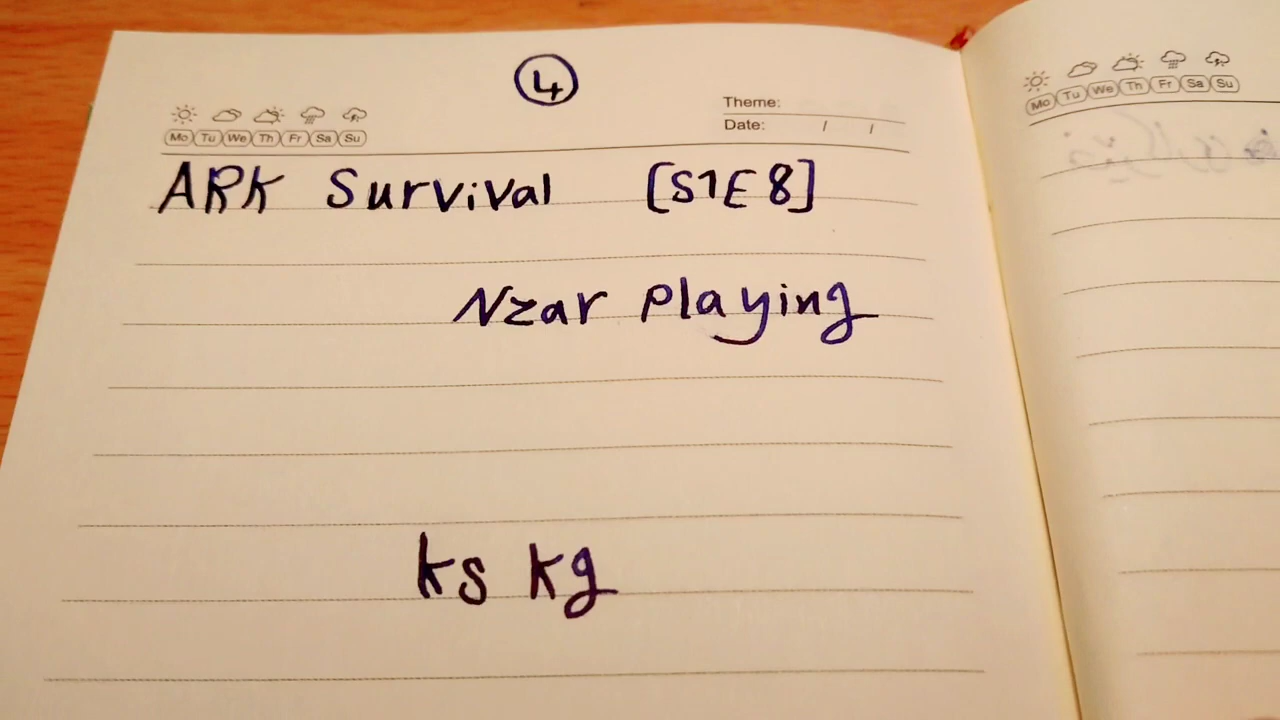 4
Theme:
Date: / /
Mo Tu We Th Fr Sa Su
ARK Survival [S1E8]
Nzar playing
ks kg
Mo Tu We Th Fr Sa Su